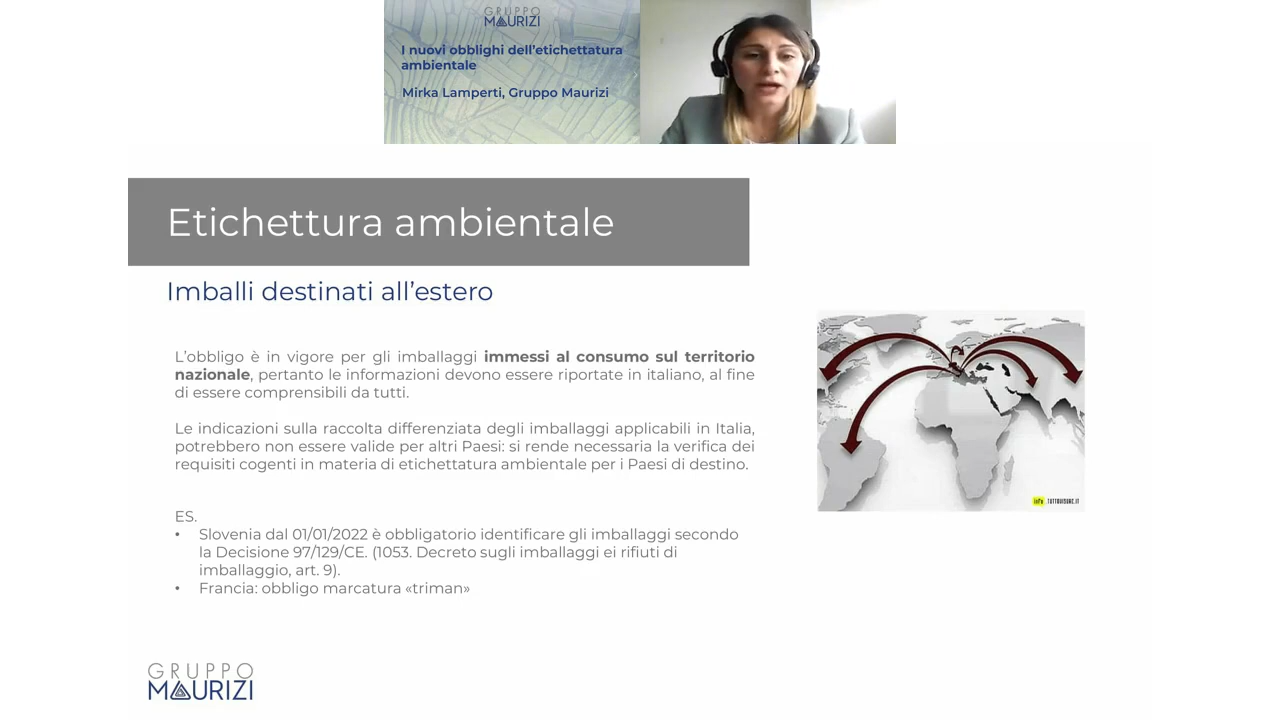 GRUPPO
MAURIZI
I nuovi obblighi dell'etichettatura
ambientale
Mirka Lamperti, Gruppo Maurizi
Etichettura ambientale
Imballi destinati all'estero
L'obbligo è in vigore per gli imballaggi immessi al consumo sul territorio
nazionale, pertanto le informazioni devono essere riportate in italiano, al fine
di essere comprensibili da tutti.
Le indicazioni sulla raccolta differenziata degli imballaggi applicabili in Italia,
potrebbero non essere valide per altri Paesi: si rende necessaria la verifica dei
requisiti cogenti in materia di etichettatura ambientale per i Paesi di destino.
info TUTTOVISURE.IT
ES.
• Slovenia dal 01/01/2022 è obbligatorio identificare gli imballaggi secondo
la Decisione 97/129/CE. (1053. Decreto sugli imballaggi ei rifiuti di
imballaggio, art. 9).
• Francia: obbligo marcatura «triman»
GRUPPO
MAURIZI